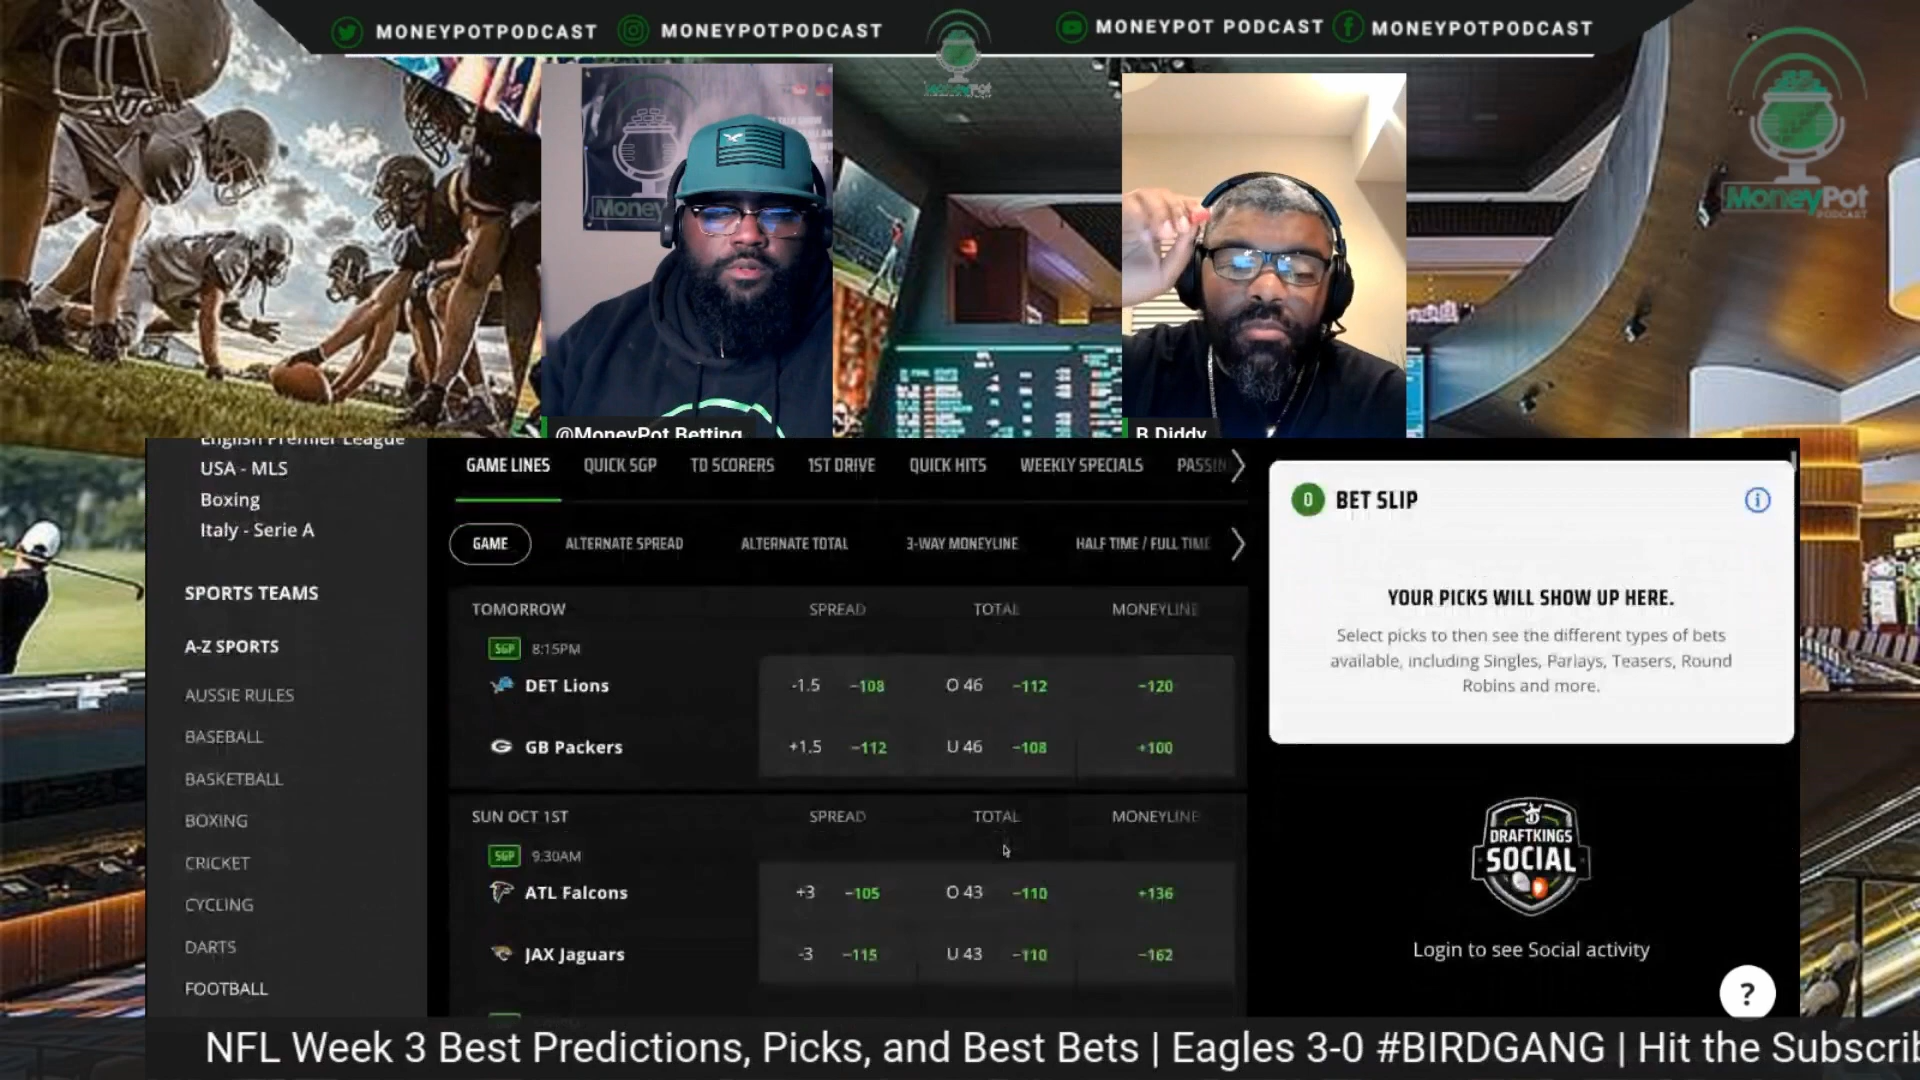 MONEYPOTPODCAST MONEYPOTPODCAST MONEYPOT PODCAST MONEYPOTPODCAST
MoneyPot
MoneyPot
PODCAST
Money
@MoneyPot Betting
B Diddy
English Premier League
USA - MLS
Boxing
Italy - Serie A
SPORTS TEAMS
A-Z SPORTS
AUSSIE RULES
BASEBALL
BASKETBALL
BOXING
CRICKET
CYCLING
DARTS
FOOTBALL
GAME LINES QUICK SGP TD SCORERS 1ST DRIVE QUICK HITS WEEKLY SPECIALS
GAME ALTERNATE SPREAD ALTERNATE TOTAL 3-WAY MONEYLINE HALF TIME / FULL TIME
TOMORROW SPREAD TOTAL MONEYLINE
SGP 8:15PM
DET Lions -1.5 -108 O 46 -112 -120
GB Packers +1.5 -112 U 46 -108 +100
SUN OCT 1ST SPREAD TOTAL MONEYLINE
SGP 9:30AM
ATL Falcons +3 -105 O 43 -110 +136
JAX Jaguars -3 -115 U 43 -110 -162
0 BET SLIP
YOUR PICKS WILL SHOW UP HERE.
Select picks to then see the different types of bets
available, including Singles, Parlays, Teasers, Round
Robins and more.
DRAFTKINGS
SOCIAL
Login to see Social activity
?
NFL Week 3 Best Predictions, Picks, and Best Bets | Eagles 3-0 #BIRDGANG | Hit the Subscrib